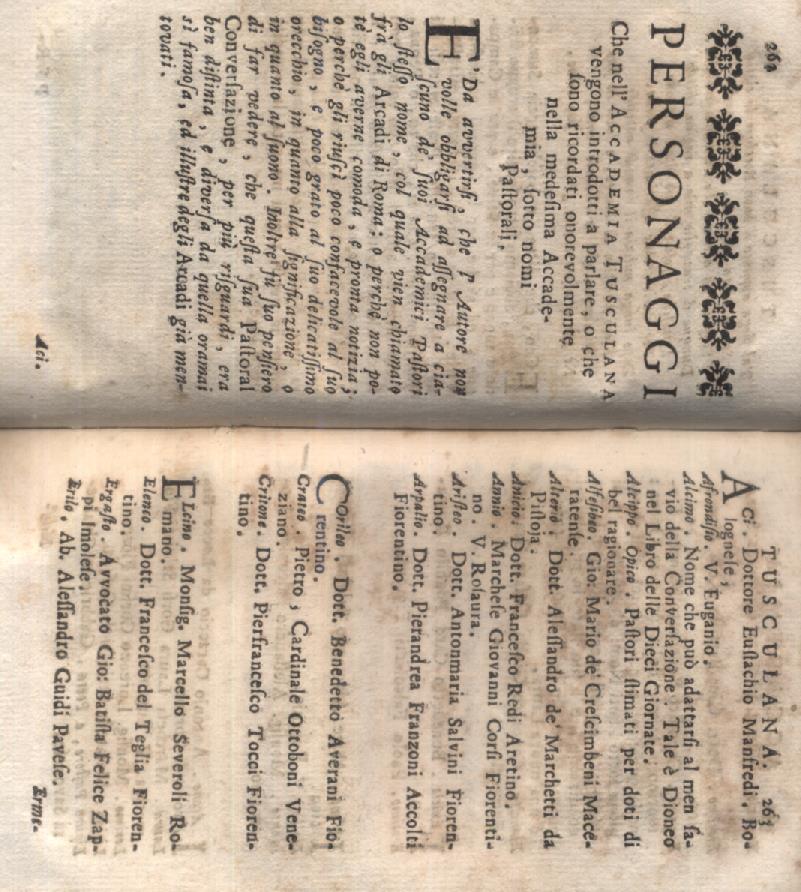 262
PERSONAGGI
Che nell' ACCADEMIA TUSCULANA
vengono introdotti a parlare, o che
ſono ricordati onorevolmente
nella medeſima Accade-
mia, ſotto nomi
Paſtorali.
E' Da avvertirſi, che l' Autore non
volle obbligarſi ad aſſegnare a cia-
ſcuno de' ſuoi Accademici Paſtori
lo ſteſſo nome, col quale vien chiamato
frà gli Arcadi di Roma; o perchè non po-
tè egli averne comoda, e pronta notizia;
o perchè gli riuſcì poco confacevole al ſuo
biſogno, e poco grato al ſuo delicatiſſimo
orecchio, in quanto alla ſignificazione, o
in quanto al ſuono. Inoltre fù ſuo penſiero
di far vedere, che queſta ſua Paſtoral
Converſazione, per più riſguardi, era
ben diſtinta, e diverſa da quella oramai
sì famoſa, ed illuſtre degli Arcadi già men-
tovati.
Aci.
TUSCULANA. 263
ACi. Dottore Euſtachio Manfredi, Bo-
logneſe,
Afrondiſio. V. Euganio.
Alcimo. Nome che può adattarſi al men ſa-
vio della Converſazione. Tale è Dioneo
nel Libro delle Dieci Giornate.
Alcippo. Opico. Paſtori ſtimati per doti di
bel ragionare.
Alfeſibeo. Gio: Mario de' Creſcimbeni Mace-
rateſe.
Alterio. Dott. Aleſſandro de' Marchetti da
Piſtoja.
Anicio. Dott. Franceſco Redi Aretino.
Annio. Marcheſe Giovanni Corſi Fiorenti-
no. V. Roſaura.
Ariſteo. Dott. Antonmaria Salvini Fioren-
tino.
Arpalio. Dott. Pierandrea Franzoni Accolti
Fiorentino.
COrileo. Dott. Benedetto Averani Fio-
rentino.
Crateo. Pietro, Cardinale Ottoboni Vene-
ziano.
Critone. Dott. Pierfranceſco Tocci Fioren-
tino.
ELcino. Monſig. Marcello Severoli Ro-
mano.
Elenco. Dott. Franceſco del Teglia Fioren-
tino.
Ergaſto. Avvocato Gio: Batiſta Felice Zap-
pi Imoleſe.
Erilo. Ab. Aleſſandro Guidi Paveſe.
Erme-